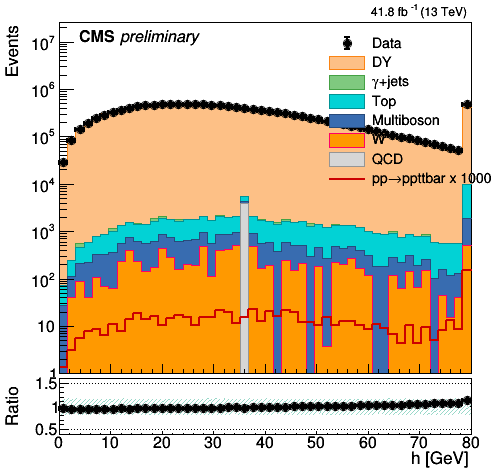 41.8 fb⁻¹ (13 TeV)
CMS preliminary
Events
10⁷
10⁶
10⁵
10⁴
10³
10²
10
1
Data
DY
γ+jets
Top
Multiboson
W
QCD
pp→ppttbar x 1000
Ratio
1.5
1
0.5
0 10 20 30 40 50 60 70 80
h [GeV]